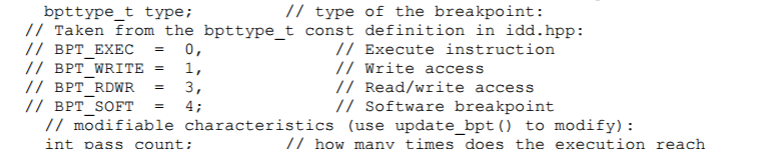 bpttype_t type;          // type of the breakpoint:
// Taken from the bpttype_t const definition in idd.hpp:
// BPT_EXEC  =  0,             // Execute instruction
// BPT_WRITE =  1,             // Write access
// BPT_RDWR  =  3,             // Read/write access
// BPT_SOFT  =  4;             // Software breakpoint
// modifiable characteristics (use update_bpt() to modify):
int pass_count;          // how many times does the execution reach